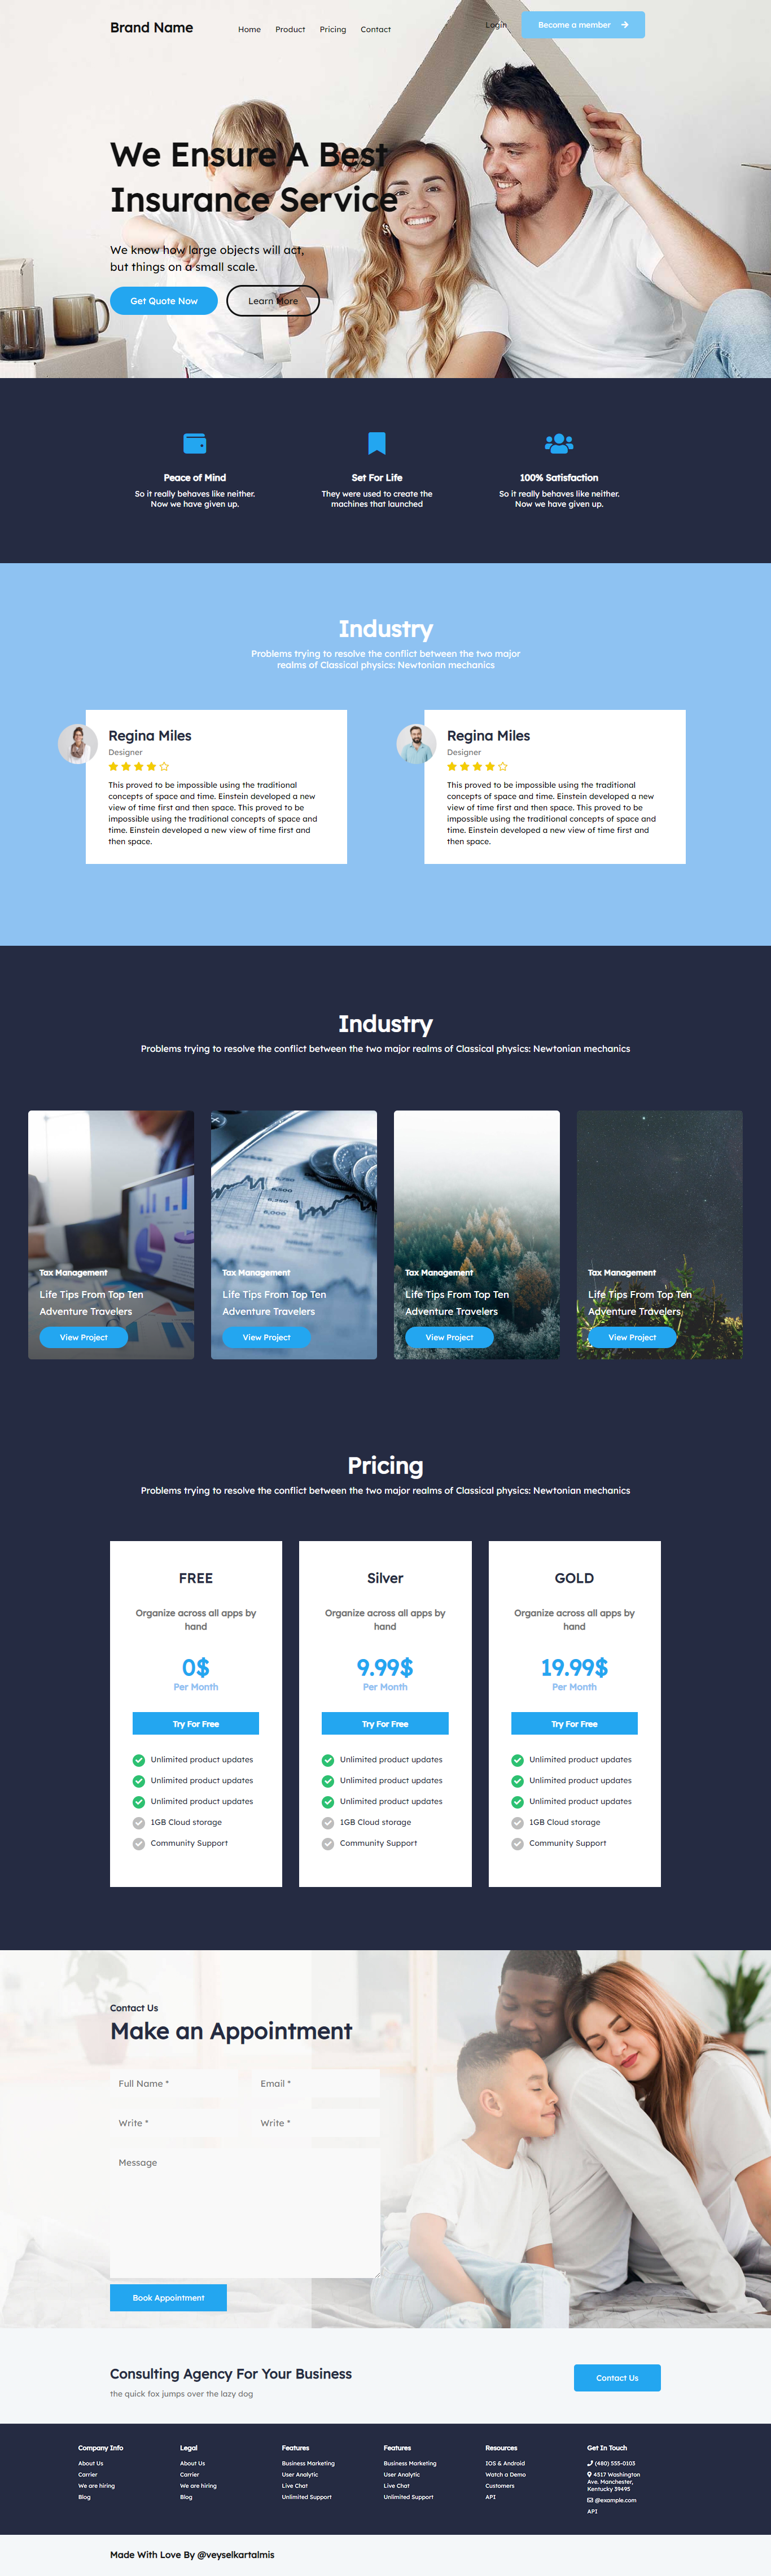 Brand Name
Home
Product
Pricing
Contact
Login
Become a member
We Ensure A Best
Insurance Service
We know how large objects will act,
but things on a small scale.
Get Quote Now
Learn More
Peace of Mind
So it really behaves like neither.
Now we have given up.
Set For Life
They were used to create the
machines that launched
100% Satisfaction
So it really behaves like neither.
Now we have given up.
Industry
Problems trying to resolve the conflict between the two major
realms of Classical physics: Newtonian mechanics
Regina Miles
Designer
This proved to be impossible using the traditional
concepts of space and time. Einstein developed a new
view of time first and then space. This proved to be
impossible using the traditional concepts of space and
time. Einstein developed a new view of time first and
then space.
Regina Miles
Designer
This proved to be impossible using the traditional
concepts of space and time. Einstein developed a new
view of time first and then space. This proved to be
impossible using the traditional concepts of space and
time. Einstein developed a new view of time first and
then space.
Industry
Problems trying to resolve the conflict between the two major realms of Classical physics: Newtonian mechanics
Tax Management
Life Tips From Top Ten
Adventure Travelers
View Project
Tax Management
Life Tips From Top Ten
Adventure Travelers
View Project
Tax Management
Life Tips From Top Ten
Adventure Travelers
View Project
Tax Management
Life Tips From Top Ten
Adventure Travelers
View Project
Pricing
Problems trying to resolve the conflict between the two major realms of Classical physics: Newtonian mechanics
FREE
Organize across all apps by
hand
0$
Per Month
Try For Free
Unlimited product updates
Unlimited product updates
Unlimited product updates
1GB Cloud storage
Community Support
Silver
Organize across all apps by
hand
9.99$
Per Month
Try For Free
Unlimited product updates
Unlimited product updates
Unlimited product updates
1GB Cloud storage
Community Support
GOLD
Organize across all apps by
hand
19.99$
Per Month
Try For Free
Unlimited product updates
Unlimited product updates
Unlimited product updates
1GB Cloud storage
Community Support
Contact Us
Make an Appointment
Full Name *
Email *
Write *
Write *
Message
Book Appointment
Consulting Agency For Your Business
the quick fox jumps over the lazy dog
Contact Us
Company Info
About Us
Carrier
We are hiring
Blog
Legal
About Us
Carrier
We are hiring
Blog
Features
Business Marketing
User Analytic
Live Chat
Unlimited Support
Features
Business Marketing
User Analytic
Live Chat
Unlimited Support
Resources
IOS & Android
Watch a Demo
Customers
API
Get In Touch
(480) 555-0103
4517 Washington
Ave. Manchester,
Kentucky 39495
@example.com
API
Made With Love By @veyselkartalmis